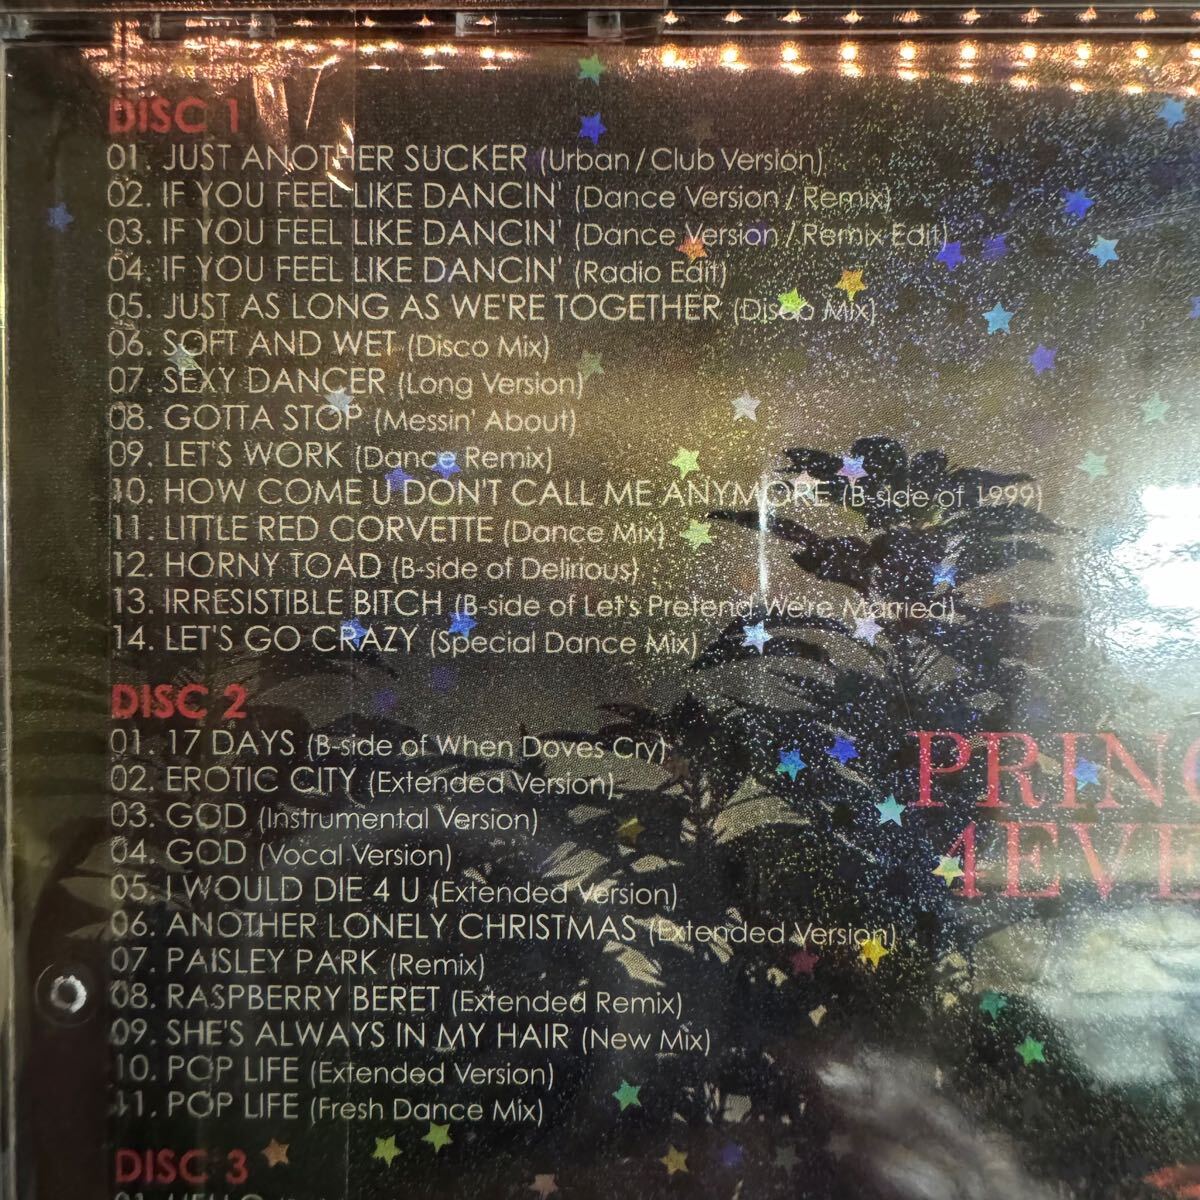 DISC 1
01. JUST ANOTHER SUCKER (Urban / Club Version)
02. IF YOU FEEL LIKE DANCIN' (Dance Version / Remix)
03. IF YOU FEEL LIKE DANCIN' (Dance Version / Remix Edit)
04. IF YOU FEEL LIKE DANCIN' (Radio Edit)
05. JUST AS LONG AS WE'RE TOGETHER (Disco Mix)
06. SOFT AND WET (Disco Mix)
07. SEXY DANCER (Long Version)
08. GOTTA STOP (Messin' About)
09. LET'S WORK (Dance Remix)
10. HOW COME U DON'T CALL ME ANYMORE (B-side of 1999)
11. LITTLE RED CORVETTE (Dance Mix)
12. HORNY TOAD (B-side of Delirious)
13. IRRESISTIBLE BITCH (B-side of Let's Pretend We're Married)
14. LET'S GO CRAZY (Special Dance Mix)
DISC 2
01. 17 DAYS (B-side of When Doves Cry)
02. EROTIC CITY (Extended Version)
03. GOD (Instrumental Version)
04. GOD (Vocal Version)
05. I WOULD DIE 4 U (Extended Version)
06. ANOTHER LONELY CHRISTMAS (Extended Version)
07. PAISLEY PARK (Remix)
08. RASPBERRY BERET (Extended Remix)
09. SHE'S ALWAYS IN MY HAIR (New Mix)
10. POP LIFE (Extended Version)
11. POP LIFE (Fresh Dance Mix)
PRINC
4EVE
DISC 3